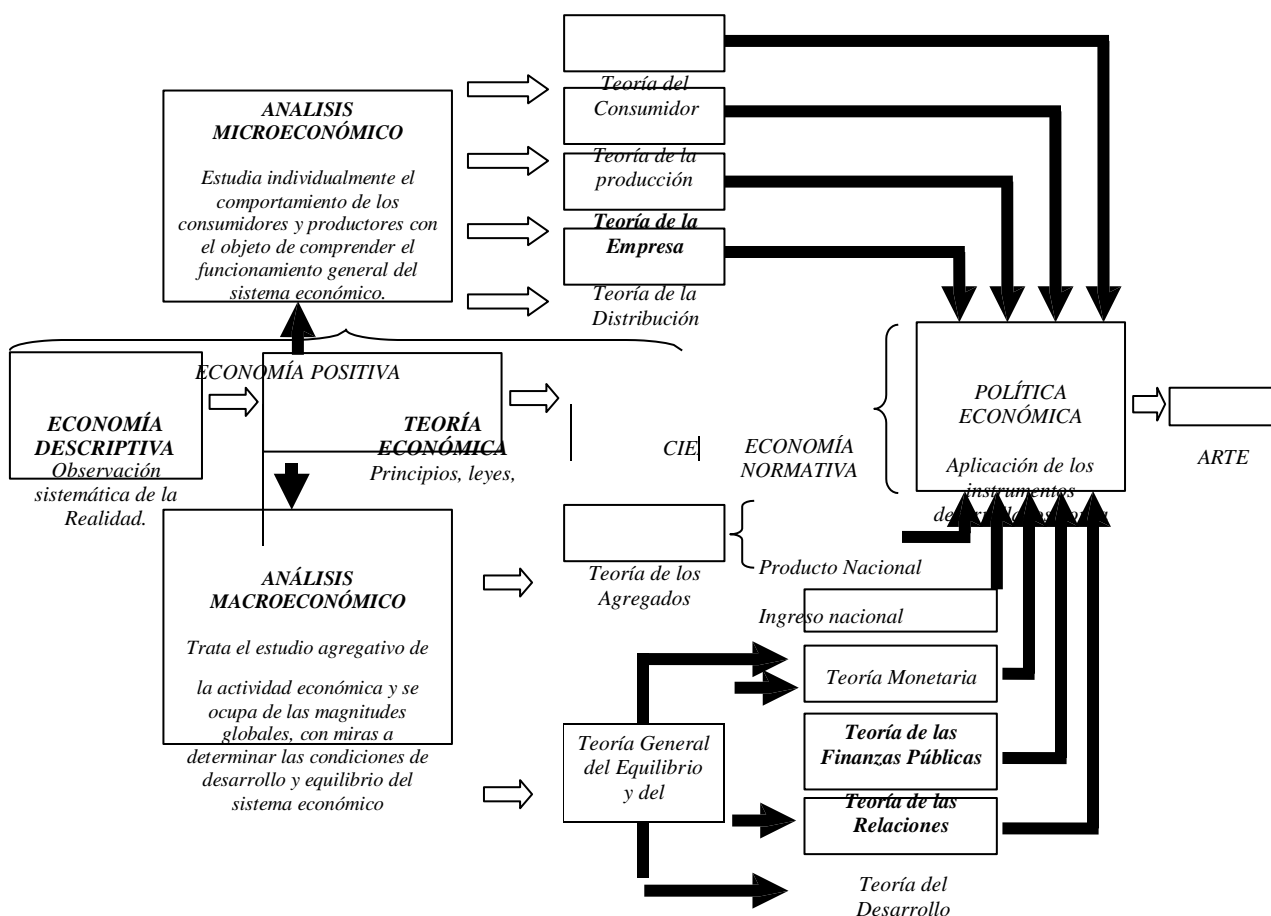 Teoría del
Consumidor
Teoría de la
producción
Teoría de la
Empresa
Teoría de la
Distribución
ANALISIS
MICROECONÓMICO
Estudia individualmente el
comportamiento de los
consumidores y productores con
el objeto de comprender el
funcionamiento general del
sistema económico.
ECONOMÍA POSITIVA
ECONOMÍA
DESCRIPTIVA
Observación
sistemática de la
Realidad.
TEORÍA
ECONÓMICA
Principios, leyes,
CIE
ECONOMÍA
NORMATIVA
POLÍTICA
ECONÓMICA
Aplicación de los
instrumentos
ARTE
ANÁLISIS
MACROECONÓMICO
Trata el estudio agregativo de
la actividad económica y se
ocupa de las magnitudes
globales, con miras a
determinar las condiciones de
desarrollo y equilibrio del
sistema económico
Teoría de los
Agregados
Producto Nacional
Ingreso nacional
Teoría General
del Equilibrio
y del
Teoría Monetaria
Teoría de las
Finanzas Públicas
Teoría de las
Relaciones
Teoría del
Desarrollo